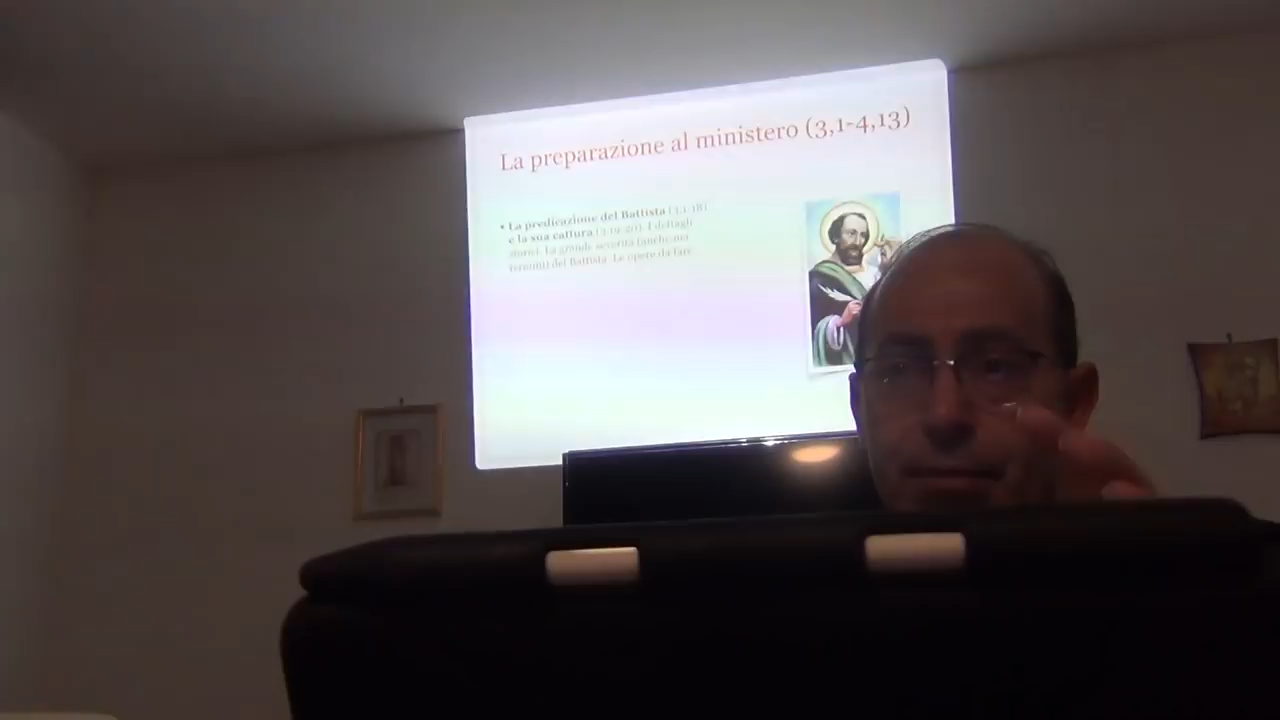 La preparazione al ministero (3,1-4,13)
• La predicazione del Battista (3,1-18)
e la sua cattura (3,19-20). I dettagli
storici. La grande severità (anche nei
termini) del Battista. Le opere da fare